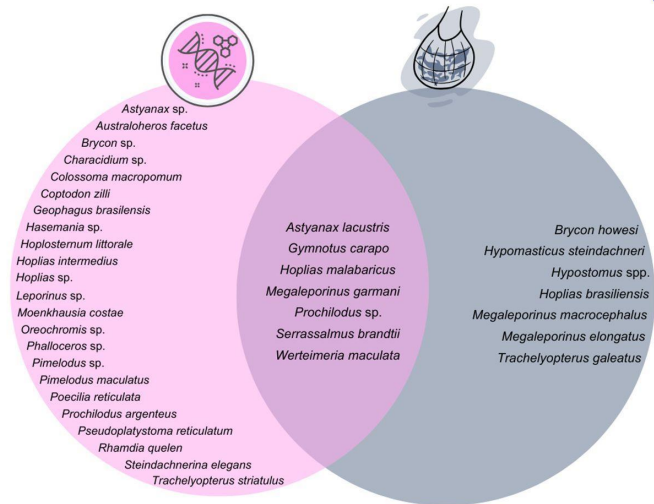 Astyanax sp.
Australoheros facetus
Brycon sp.
Characidium sp.
Colossoma macropomum
Coptodon zilli
Geophagus brasilensis
Hasemania sp.
Hoplosternum littorale
Hoplias intermedius
Hoplias sp.
Leporinus sp.
Moenkhausia costae
Oreochromis sp.
Phalloceros sp.
Pimelodus sp.
Pimelodus maculatus
Poecilia reticulata
Prochilodus argenteus
Pseudoplatystoma reticulatum
Rhamdia quelen
Steindachnerina elegans
Trachelyopterus striatulus
Astyanax lacustris
Gymnotus carapo
Hoplias malabaricus
Megaleporinus garmani
Prochilodus sp.
Serrassalmus brandtii
Werteimeria maculata
Brycon howesi
Hypomasticus steindachneri
Hypostomus spp.
Hoplias brasiliensis
Megaleporinus macrocephalus
Megaleporinus elongatus
Trachelyopterus galeatus